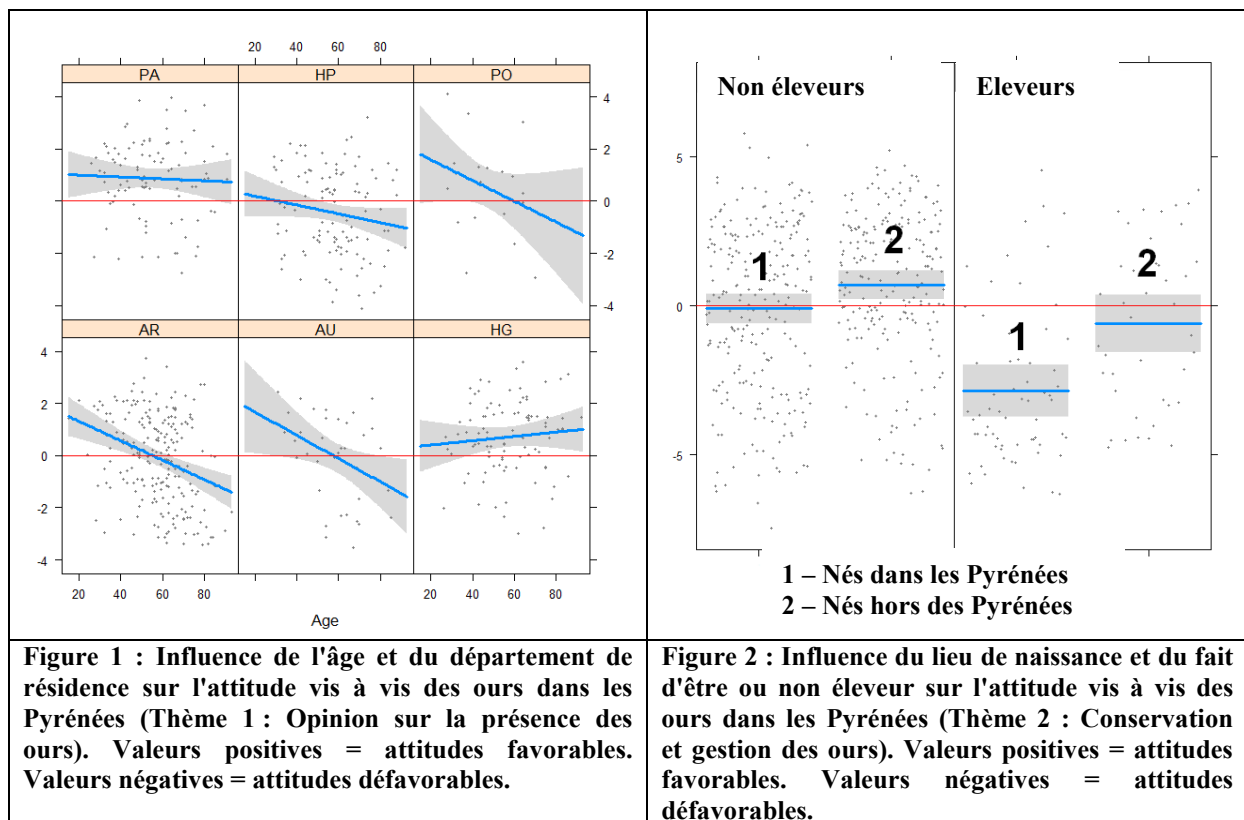 20 40 60 80
PA HP PO
4
2
0
-2
-4
AR AU HG
4
2
0
-2
-4
20 40 60 80 20 40 60 80
Age
Non éleveurs Eleveurs
5 5
0 0
-5 -5
1 2 1 2
1 – Nés dans les Pyrénées
2 – Nés hors des Pyrénées
Figure 1 : Influence de l'âge et du département de
résidence sur l'attitude vis à vis des ours dans les
Pyrénées (Thème 1 : Opinion sur la présence des
ours). Valeurs positives = attitudes favorables.
Valeurs négatives = attitudes défavorables.
Figure 2 : Influence du lieu de naissance et du fait
d'être ou non éleveur sur l'attitude vis à vis des
ours dans les Pyrénées (Thème 2 : Conservation
et gestion des ours). Valeurs positives = attitudes
favorables. Valeurs négatives = attitudes
défavorables.